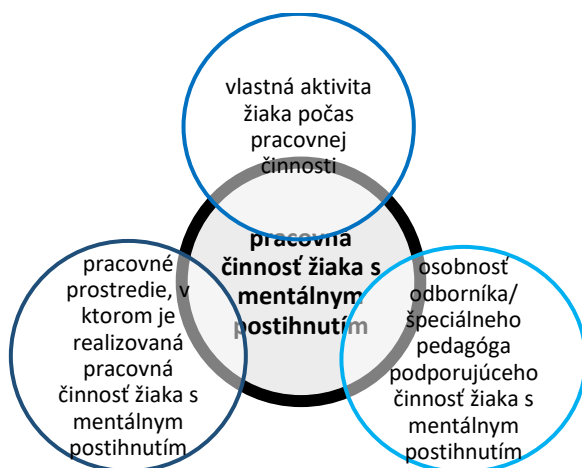 vlastná aktivita
žiaka počas
pracovnej
činnosti
pracovná
činnosť žiaka s
mentálnym
postihnutím
pracovné
prostredie, v
ktorom je
realizovaná
pracovná
činnosť žiaka s
mentálnym
postihnutím
osobnosť
odborníka/
špeciálneho
pedagóga
podporujúceho
činnosť žiaka s
mentálnym
postihnutím